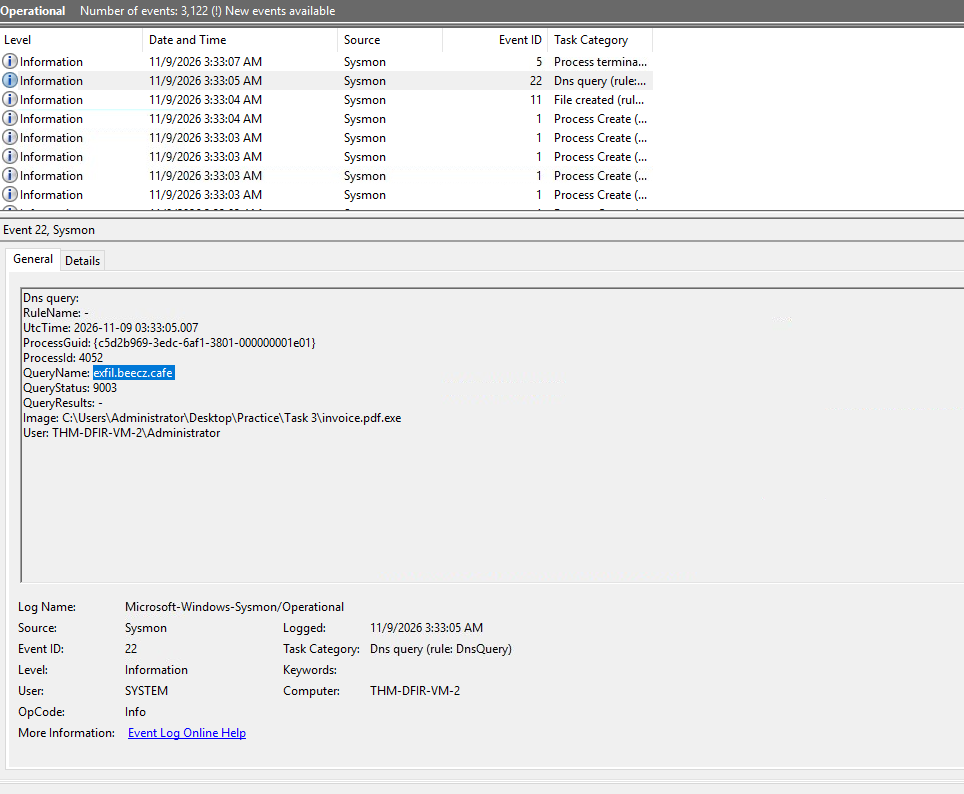 Operational Number of events: 3,122 (!) New events available
Level Date and Time Source Event ID Task Category
Information 11/9/2026 3:33:07 AM Sysmon 5 Process termina...
Information 11/9/2026 3:33:05 AM Sysmon 22 Dns query (rule:...
Information 11/9/2026 3:33:04 AM Sysmon 11 File created (rul...
Information 11/9/2026 3:33:04 AM Sysmon 1 Process Create (...
Information 11/9/2026 3:33:03 AM Sysmon 1 Process Create (...
Information 11/9/2026 3:33:03 AM Sysmon 1 Process Create (...
Information 11/9/2026 3:33:03 AM Sysmon 1 Process Create (...
Information 11/9/2026 3:33:03 AM Sysmon 1 Process Create (...
Event 22, Sysmon
General Details
Dns query:
RuleName: -
UtcTime: 2026-11-09 03:33:05.007
ProcessGuid: {c5d2b969-3edc-6af1-3801-000000001e01}
ProcessId: 4052
QueryName: exfil.beecz.cafe
QueryStatus: 9003
QueryResults: -
Image: C:\Users\Administrator\Desktop\Practice\Task 3\invoice.pdf.exe
User: THM-DFIR-VM-2\Administrator
Log Name: Microsoft-Windows-Sysmon/Operational
Source: Sysmon Logged: 11/9/2026 3:33:05 AM
Event ID: 22 Task Category: Dns query (rule: DnsQuery)
Level: Information Keywords:
User: SYSTEM Computer: THM-DFIR-VM-2
OpCode: Info
More Information: Event Log Online Help